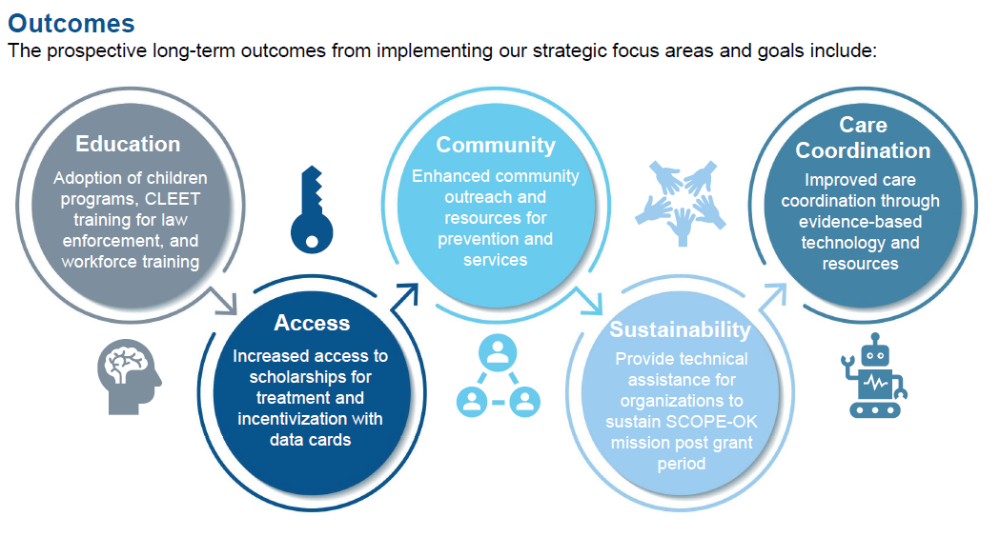 Outcomes
The prospective long-term outcomes from implementing our strategic focus areas and goals include:
Education
Adoption of children
programs, CLEET
training for law
enforcement, and
workforce training
Access
Increased access to
scholarships for
treatment and
incentivization with
data cards
Community
Enhanced community
outreach and
resources for
prevention and
services
Sustainability
Provide technical
assistance for
organizations to
sustain SCOPE-OK
mission post grant
period
Care
Coordination
Improved care
coordination through
evidence-based
technology and
resources